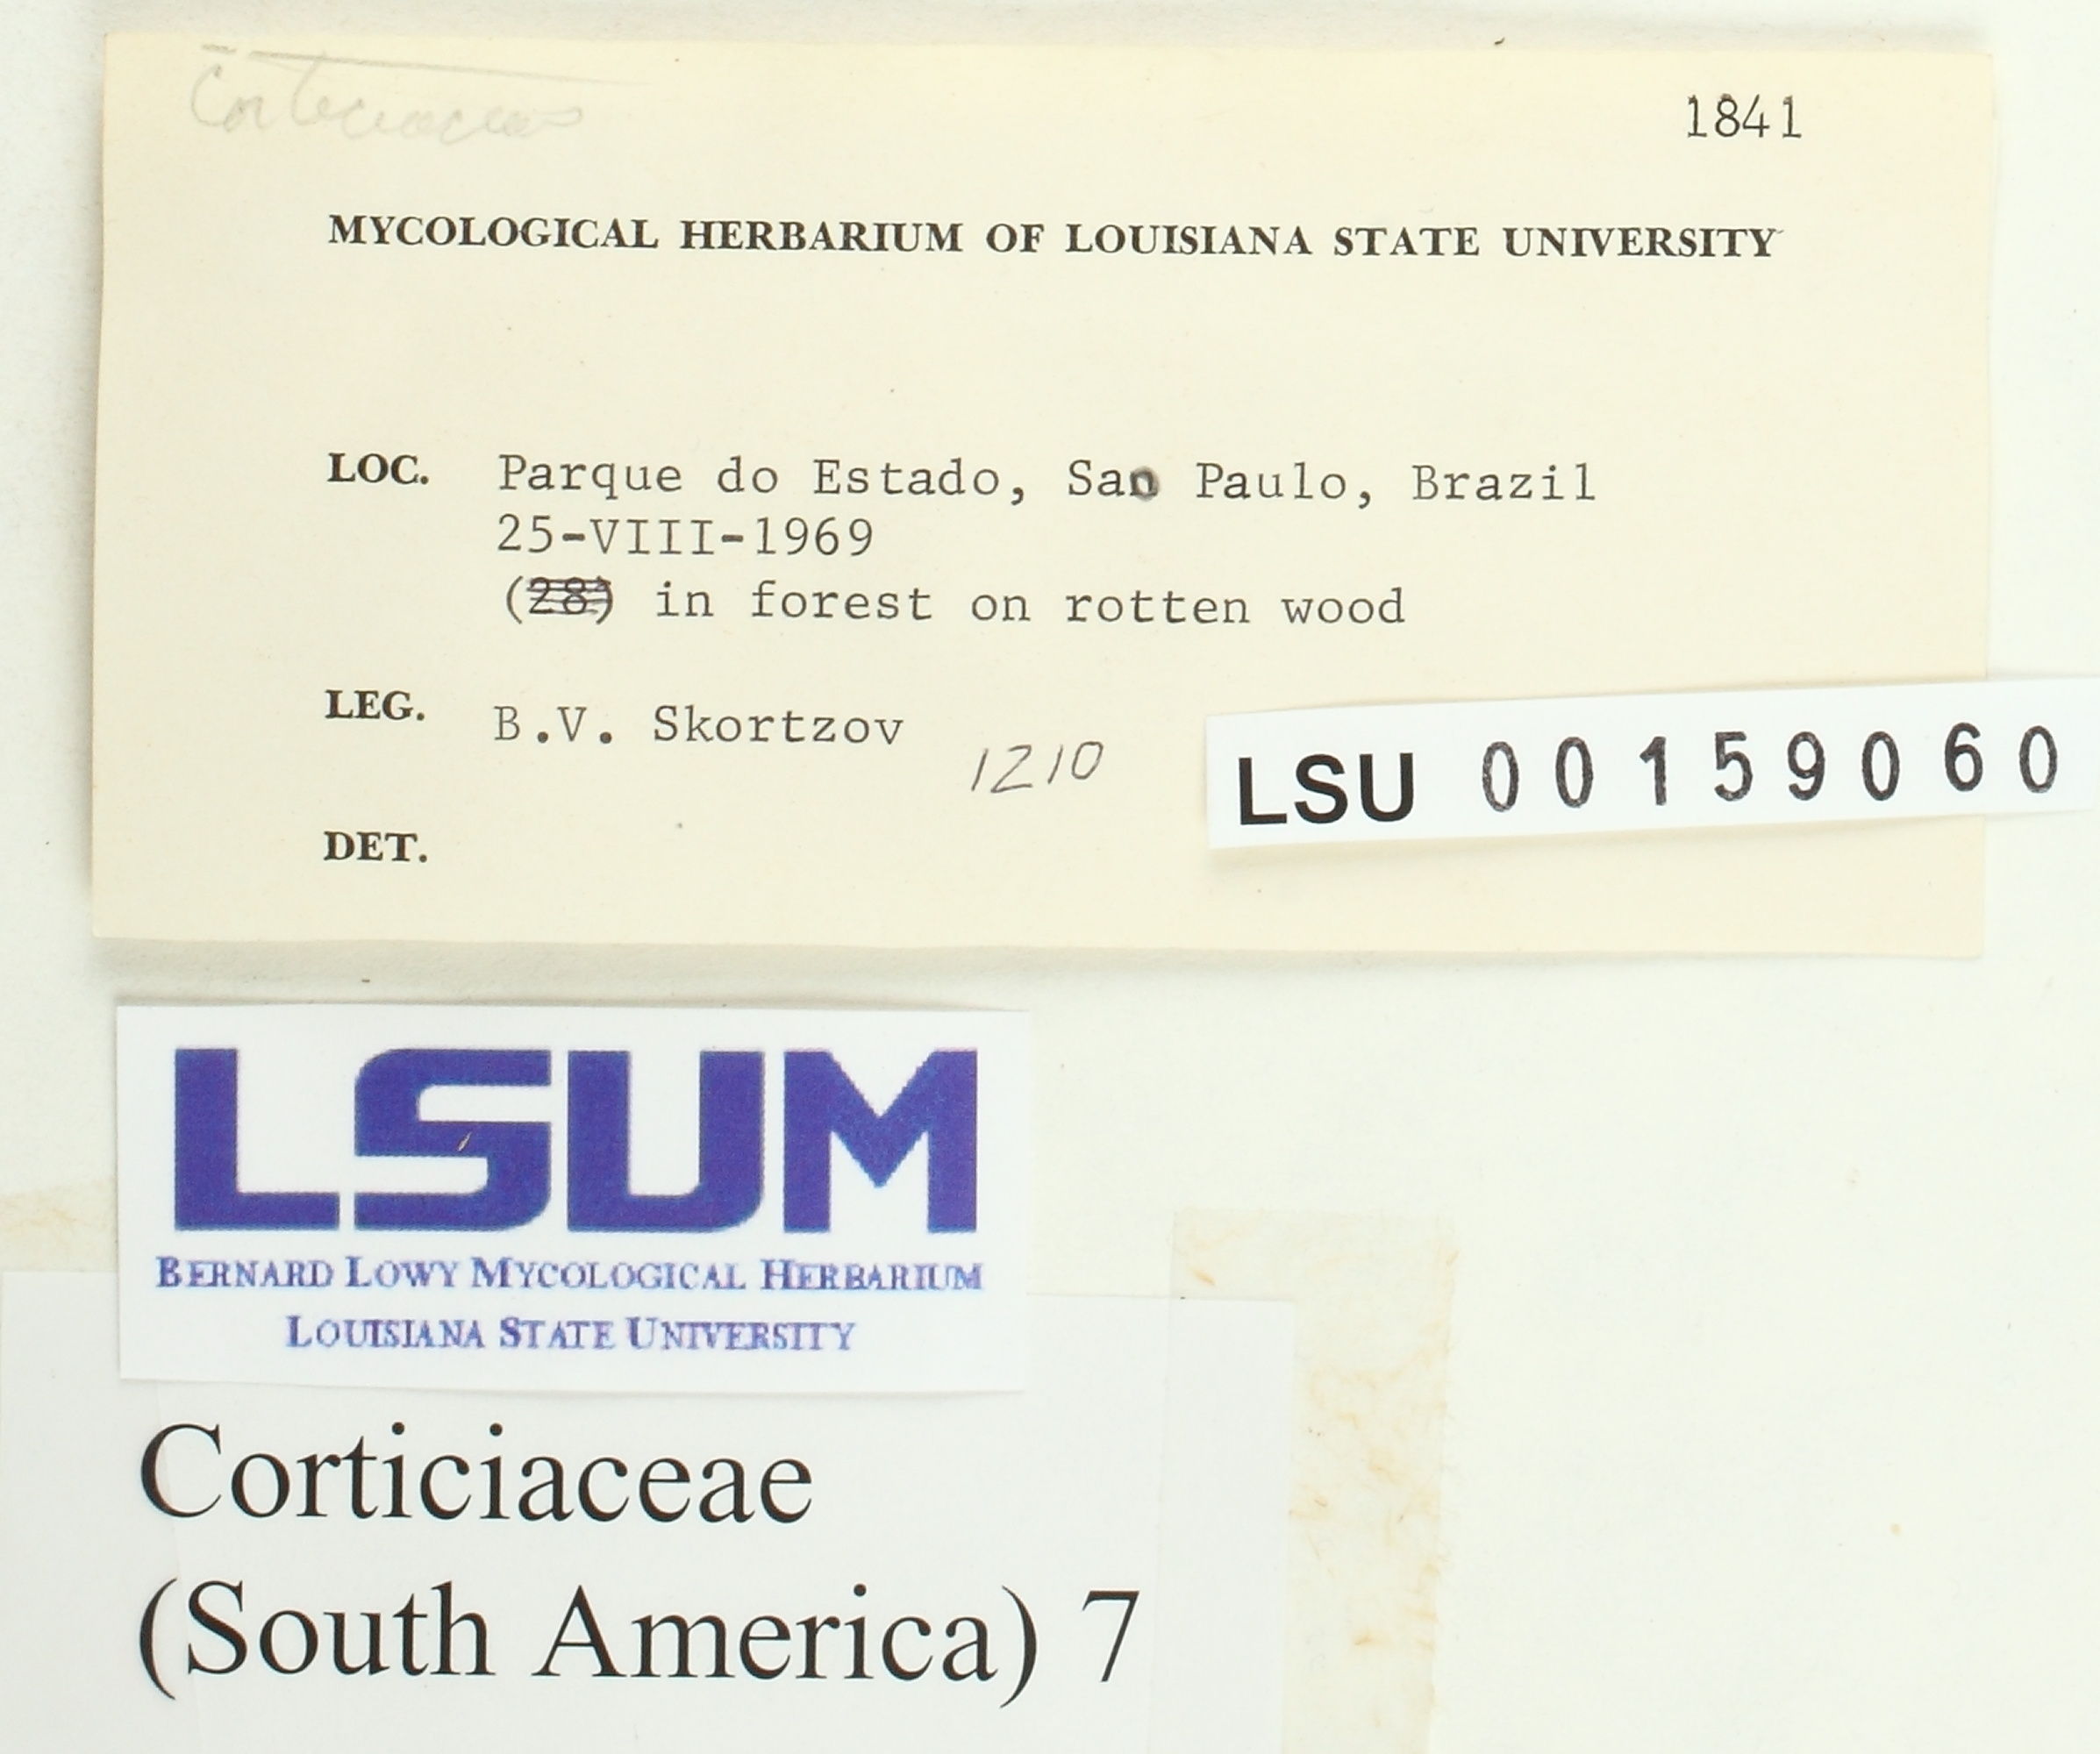 Corticiaceae
1841
MYCOLOGICAL HERBARIUM OF LOUISIANA STATE UNIVERSITY
LOC. Parque do Estado, Sao Paulo, Brazil
25-VIII-1969
(28) in forest on rotten wood
LEG. B.V. Skortzov
1210
LSU 00159060
DET.
LSUM
BERNARD LOWY MYCOLOGICAL HERBARIUM
LOUISIANA STATE UNIVERSITY
Corticiaceae
(South America) 7